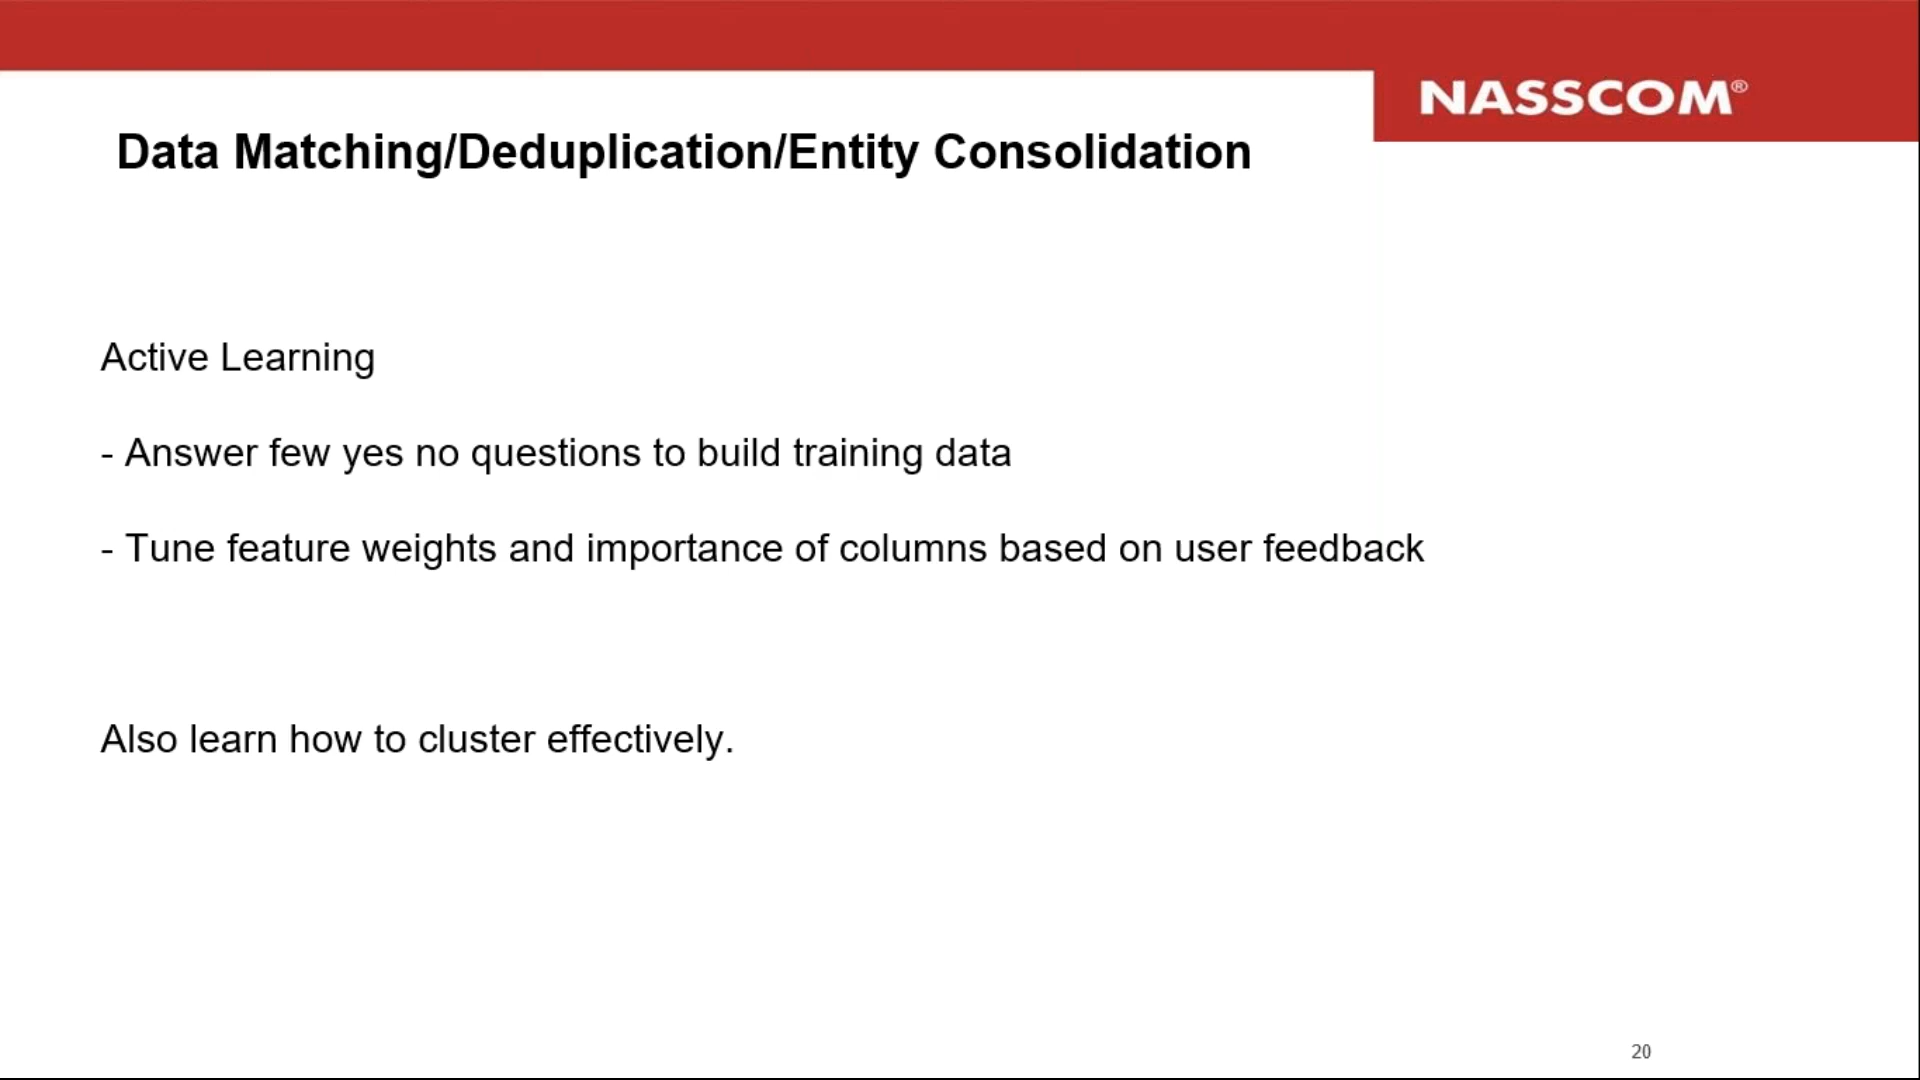 NASSCOM®
Data Matching/Deduplication/Entity Consolidation
Active Learning
- Answer few yes no questions to build training data
- Tune feature weights and importance of columns based on user feedback
Also learn how to cluster effectively.
20